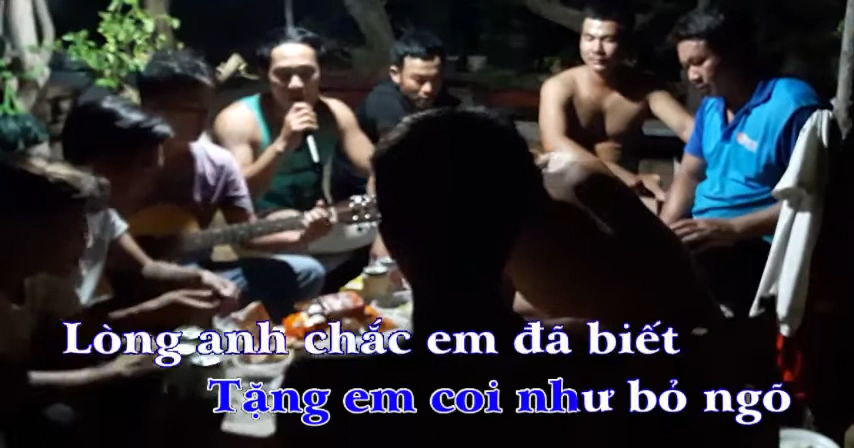 Lòng anh chắc em đã biết
Tặng em coi như bỏ ngõ